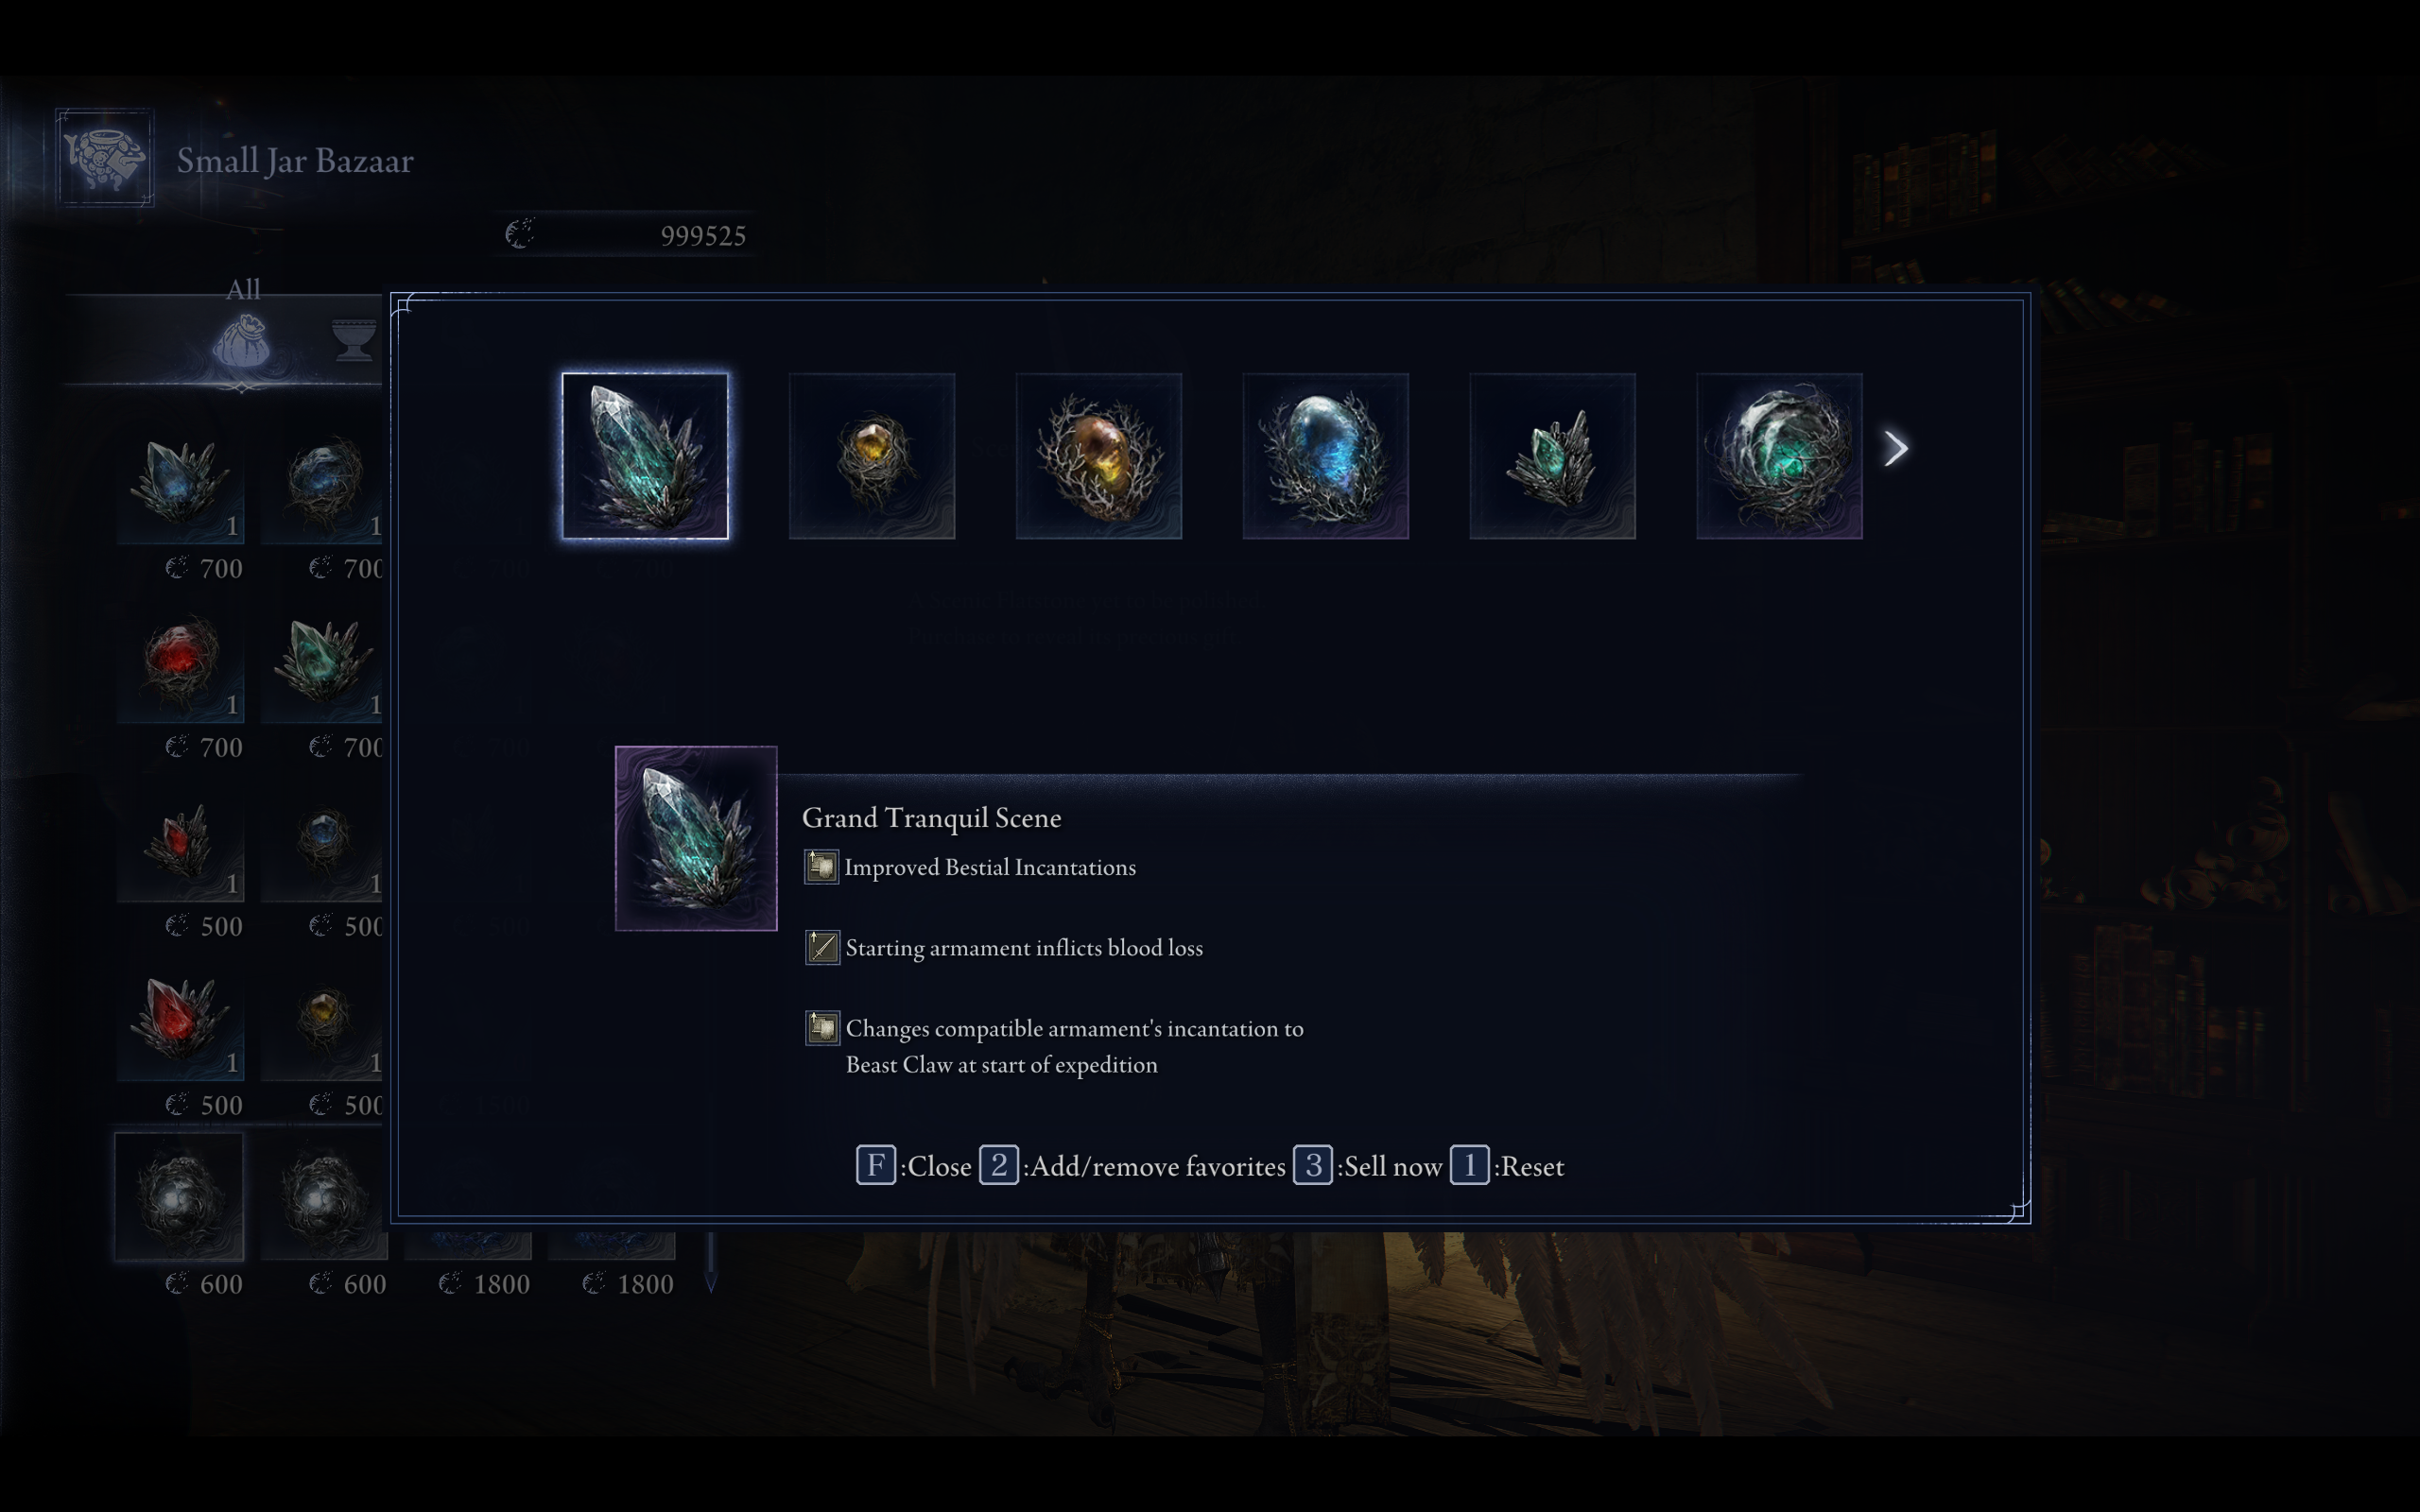 Small Jar Bazaar
999525
All
1 1
700 700
1 1
700 700
1 1
500 500
1 1
500 500
600 600 1800 1800
Grand Tranquil Scene
Improved Bestial Incantations
Starting armament inflicts blood loss
Changes compatible armament's incantation to
Beast Claw at start of expedition
F :Close 2 :Add/remove favorites 3 :Sell now 1 :Reset